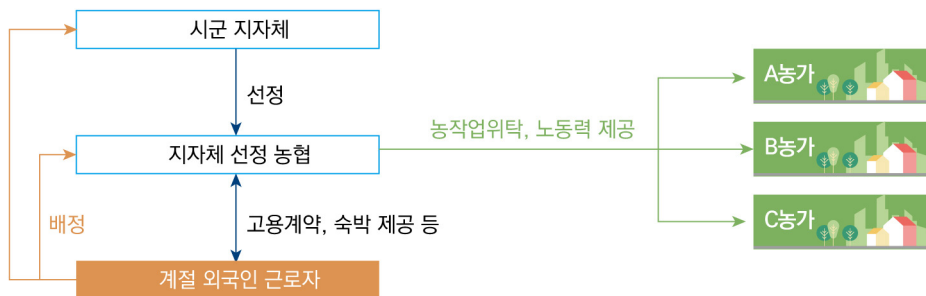 시군 지자체
선정
지자체 선정 농협
배정
고용계약, 숙박 제공 등
계절 외국인 근로자
농작업위탁, 노동력 제공
A농가
B농가
C농가